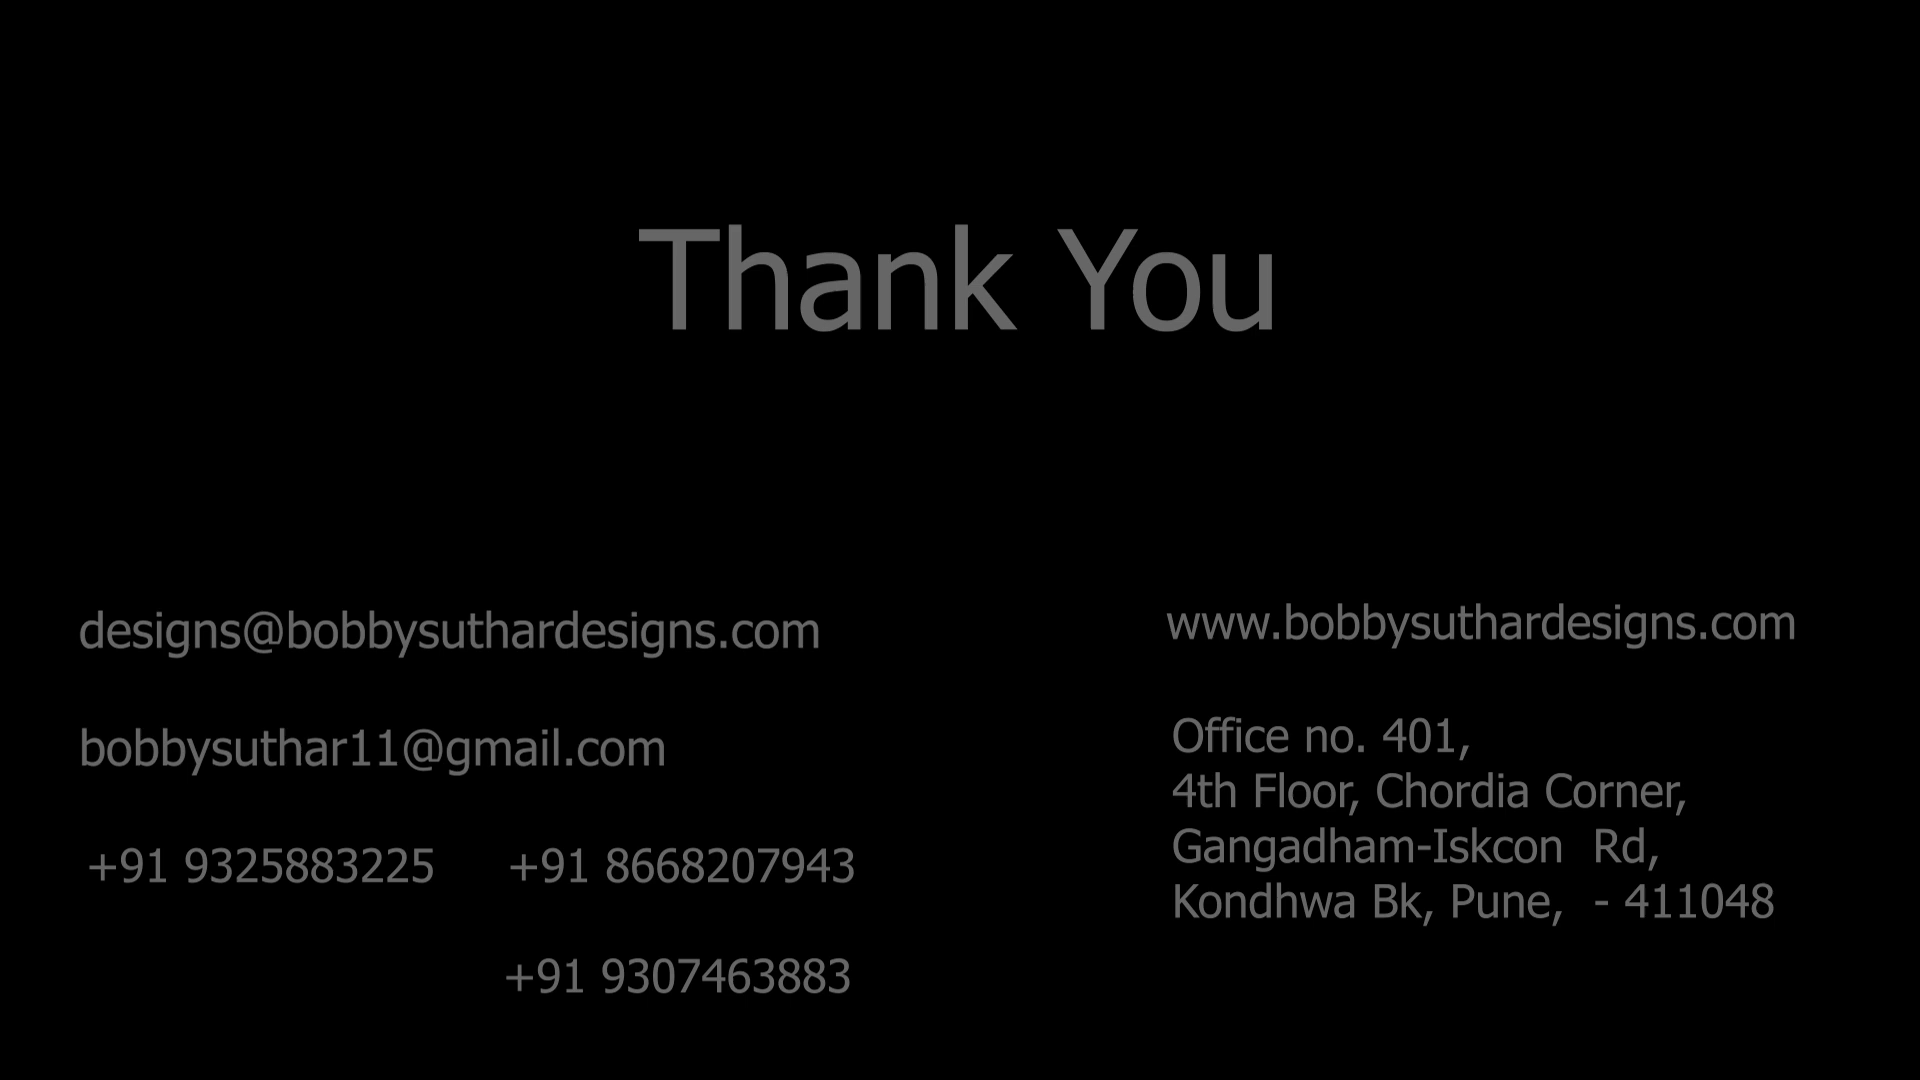 Thank You
designs@bobbysuthardesigns.com
bobbysuthar11@gmail.com
+91 9325883225
+91 8668207943
+91 9307463883
www.bobbysuthardesigns.com
Office no. 401,
4th Floor, Chordia Corner,
Gangadham-Iskcon  Rd,
Kondhwa Bk, Pune,  - 411048